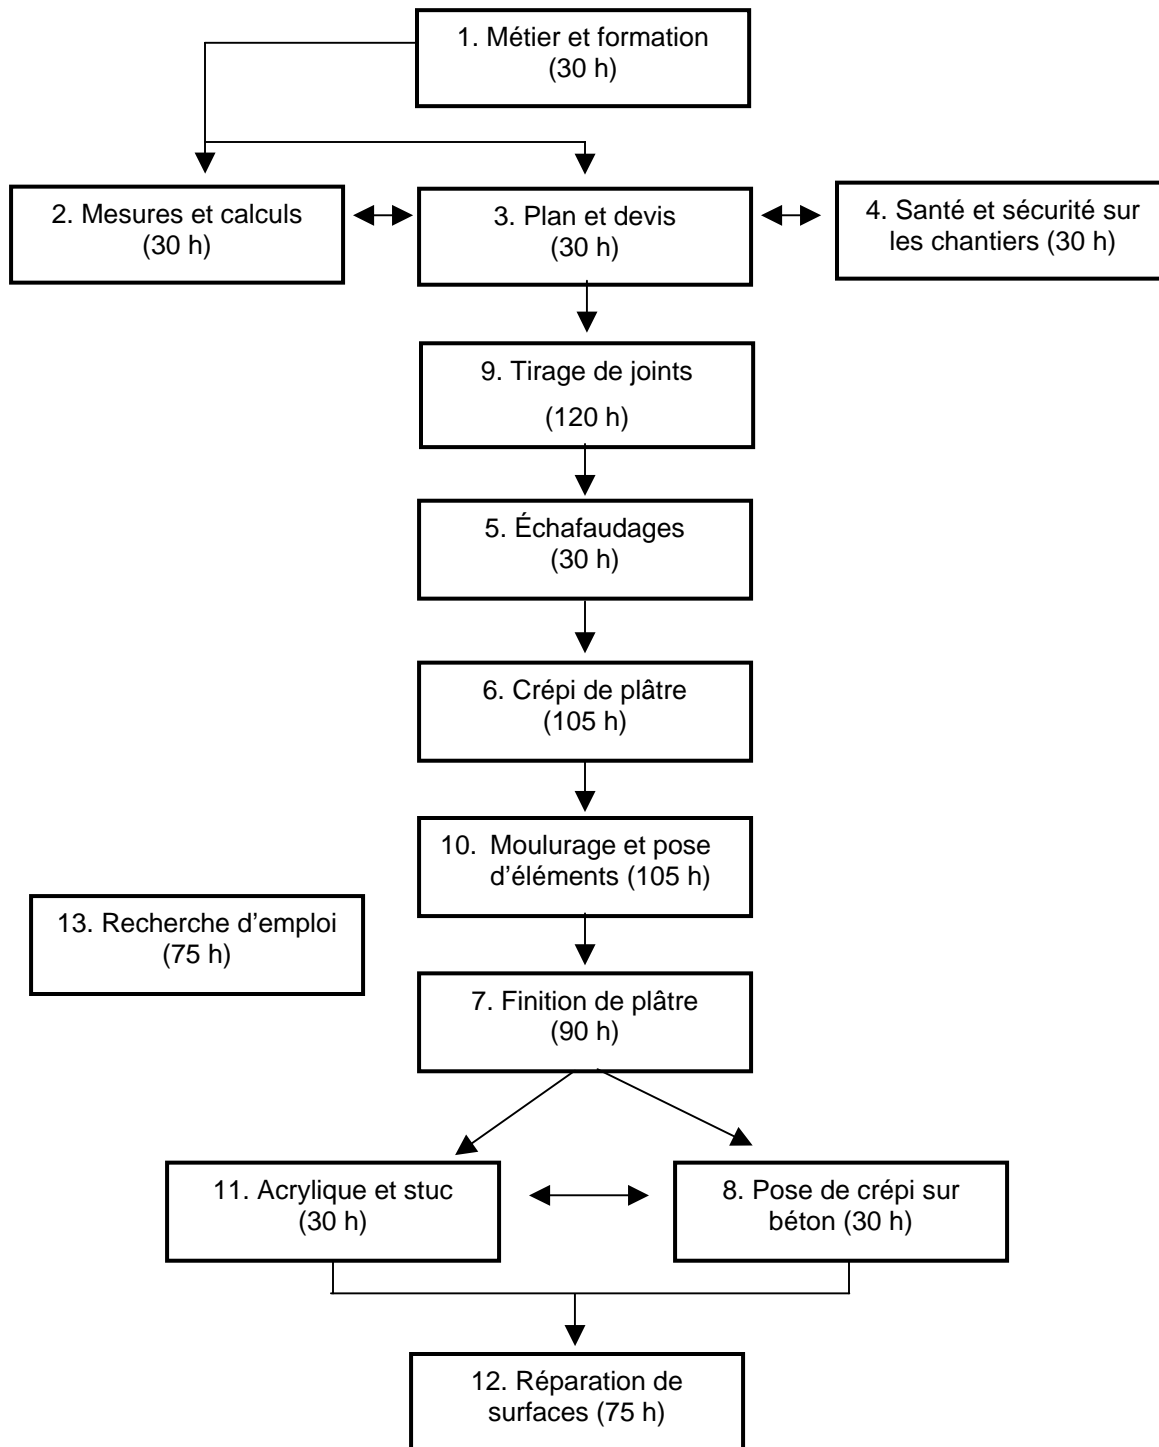 1. Métier et formation
(30 h)
2. Mesures et calculs
(30 h)
3. Plan et devis
(30 h)
4. Santé et sécurité sur
les chantiers (30 h)
9. Tirage de joints
(120 h)
5. Échafaudages
(30 h)
6. Crépi de plâtre
(105 h)
10. Moulurage et pose
d’éléments (105 h)
13. Recherche d’emploi
(75 h)
7. Finition de plâtre
(90 h)
11. Acrylique et stuc
(30 h)
8. Pose de crépi sur
béton (30 h)
12. Réparation de
surfaces (75 h)